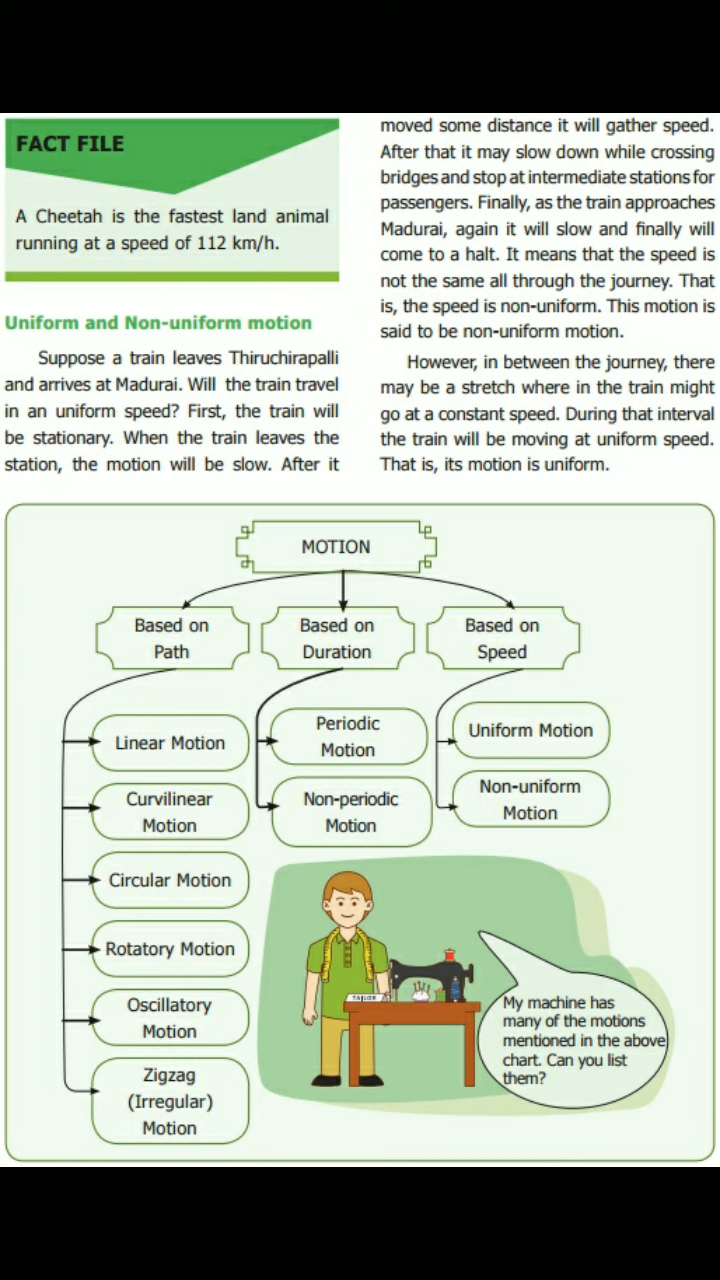 FACT FILE
A Cheetah is the fastest land animal
running at a speed of 112 km/h.
Uniform and Non-uniform motion
Suppose a train leaves Thiruchirapalli
and arrives at Madurai. Will the train travel
in an uniform speed? First, the train will
be stationary. When the train leaves the
station, the motion will be slow. After it
moved some distance it will gather speed.
After that it may slow down while crossing
bridges and stop at intermediate stations for
passengers. Finally, as the train approaches
Madurai, again it will slow and finally will
come to a halt. It means that the speed is
not the same all through the journey. That
is, the speed is non-uniform. This motion is
said to be non-uniform motion.
However, in between the journey, there
may be a stretch where in the train might
go at a constant speed. During that interval
the train will be moving at uniform speed.
That is, its motion is uniform.
MOTION
Based on
Path
Based on
Duration
Based on
Speed
Linear Motion
Curvilinear
Motion
Circular Motion
Rotatory Motion
Oscillatory
Motion
Zigzag
(Irregular)
Motion
Periodic
Motion
Non-periodic
Motion
Uniform Motion
Non-uniform
Motion
TAILOR
My machine has
many of the motions
mentioned in the above
chart. Can you list
them?